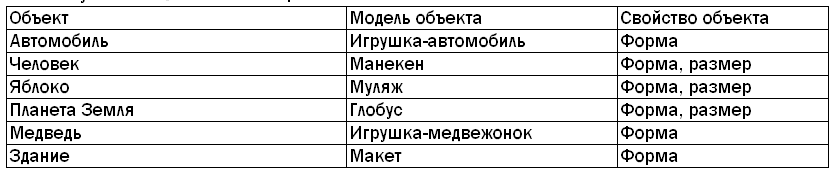 Объект Модель объекта Свойство объекта
Автомобиль Игрушка-автомобиль Форма
Человек Манекен Форма, размер
Яблоко Муляж Форма, размер
Планета Земля Глобус Форма, размер
Медведь Игрушка-медвежонок Форма
Здание Макет Форма